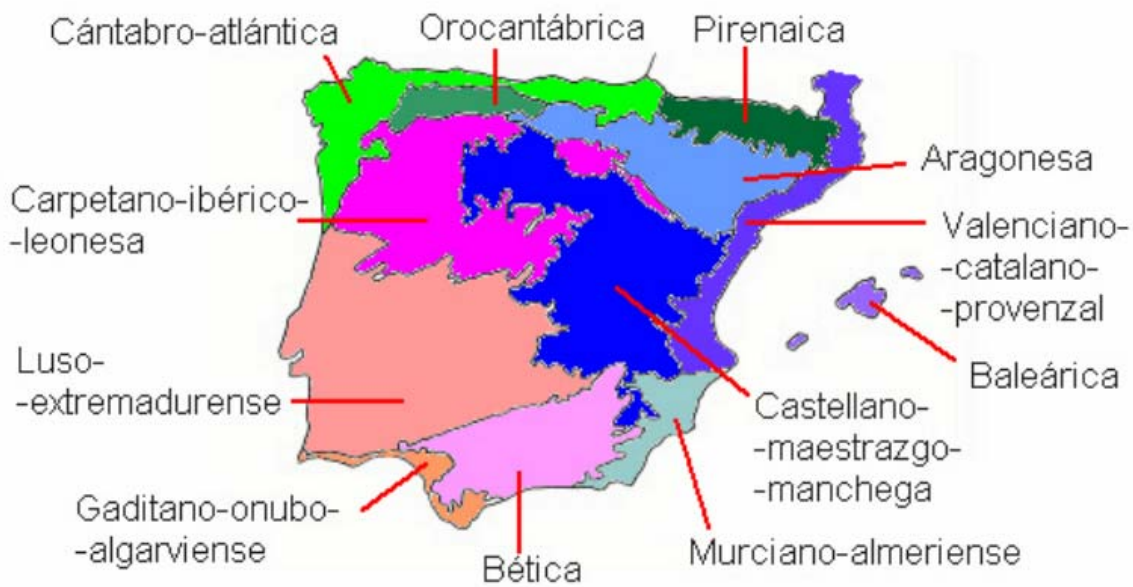 Cántabro-atlántica
Orocantábrica
Pirenaica
Aragonesa
Carpetano-ibérico-
-leonesa
Valenciano-
-catalano-
-provenzal
Luso-
-extremadurense
Baleárica
Castellano-
-maestrazgo-
-manchega
Gaditano-onubo-
-algarviense
Bética
Murciano-almeriense